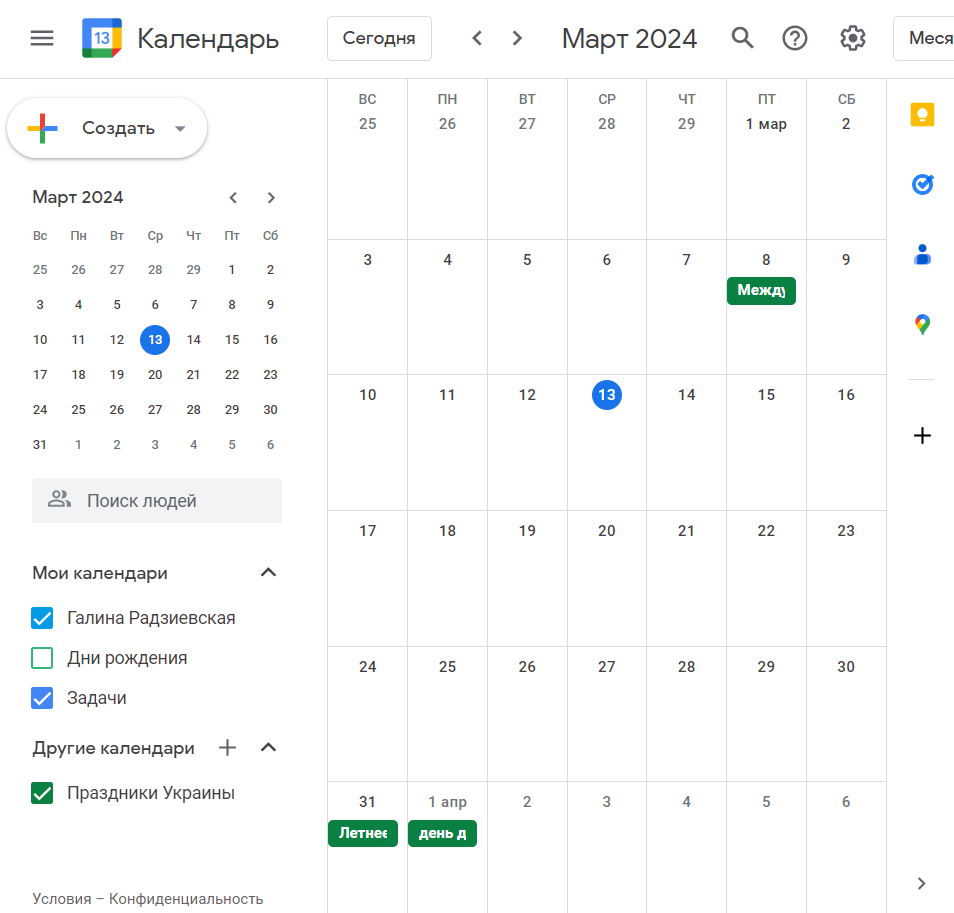 13 Календарь Сегодня Март 2024 Меся
Создать
Март 2024
Вс Пн Вт Ср Чт Пт Сб
25 26 27 28 29 1 2
3 4 5 6 7 8 9
10 11 12 13 14 15 16
17 18 19 20 21 22 23
24 25 26 27 28 29 30
31 1 2 3 4 5 6
Поиск людей
Мои календари
Галина Радзиевская
Дни рождения
Задачи
Другие календари
Праздники Украины
Условия – Конфиденциальность
ВС ПН ВТ СР ЧТ ПТ СБ
25 26 27 28 29 1 мар 2
3 4 5 6 7 8 9
Между
10 11 12 13 14 15 16
17 18 19 20 21 22 23
24 25 26 27 28 29 30
31 1 апр 2 3 4 5 6
Летнее день д